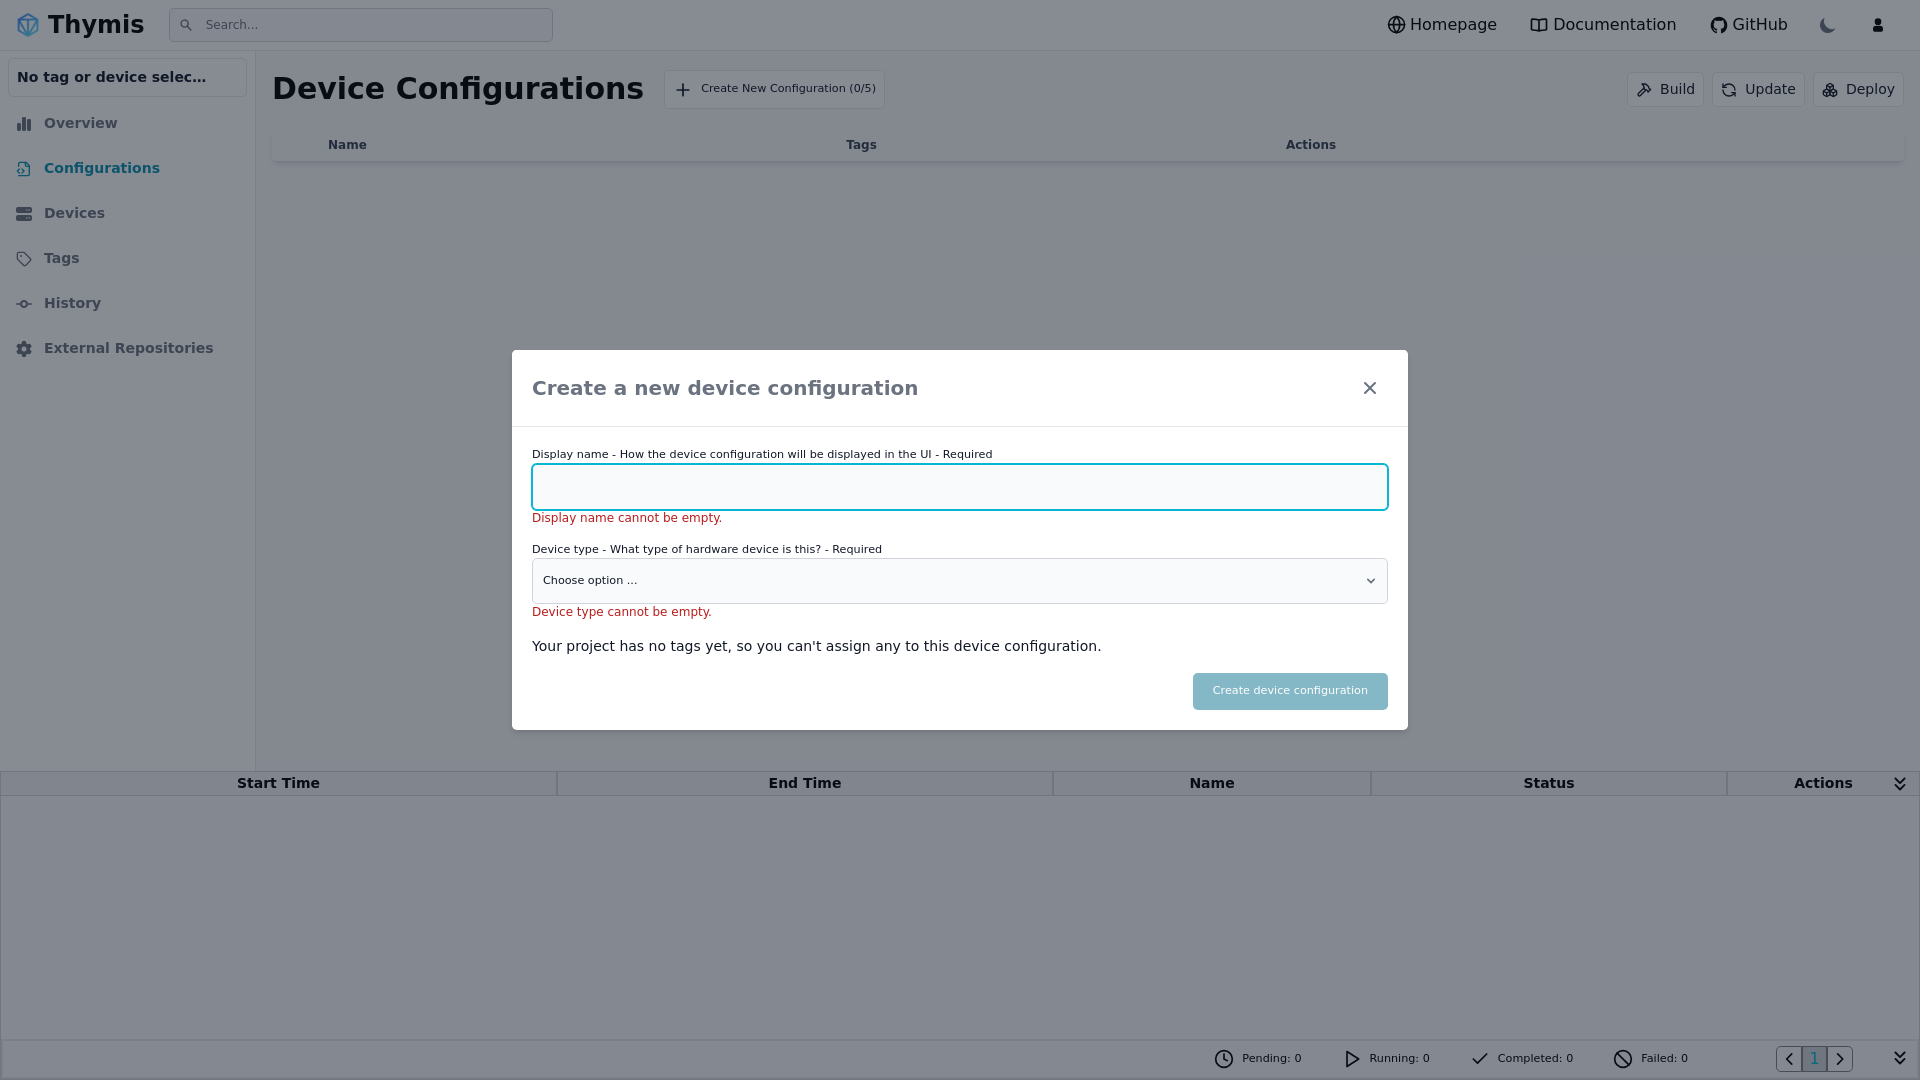 Thymis
Search...
Homepage
Documentation
GitHub
No tag or device selec...
Overview
Configurations
Devices
Tags
History
External Repositories
Device Configurations
Create New Configuration (0/5)
Build
Update
Deploy
Name Tags Actions
Create a new device configuration
Display name - How the device configuration will be displayed in the UI - Required
Display name cannot be empty.
Device type - What type of hardware device is this? - Required
Choose option ...
Device type cannot be empty.
Your project has no tags yet, so you can't assign any to this device configuration.
Create device configuration
Start Time End Time Name Status Actions
Pending: 0 Running: 0 Completed: 0 Failed: 0 1